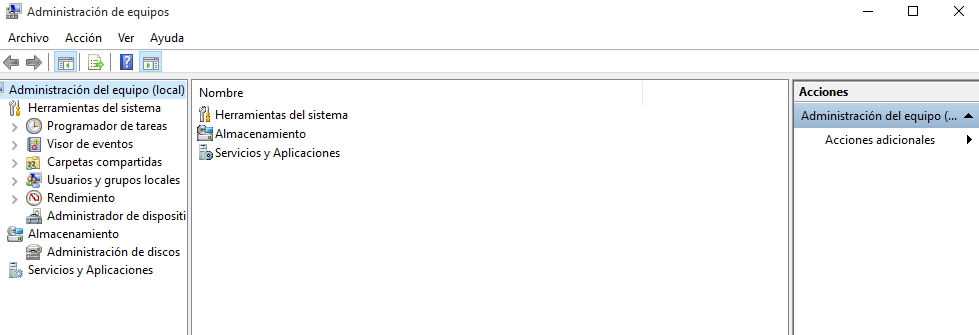 Administración de equipos
Archivo Acción Ver Ayuda
Administración del equipo (local)
Herramientas del sistema
Programador de tareas
Visor de eventos
Carpetas compartidas
Usuarios y grupos locales
Rendimiento
Administrador de dispositi
Almacenamiento
Administración de discos
Servicios y Aplicaciones
Nombre
Herramientas del sistema
Almacenamiento
Servicios y Aplicaciones
Acciones
Administración del equipo (...
Acciones adicionales